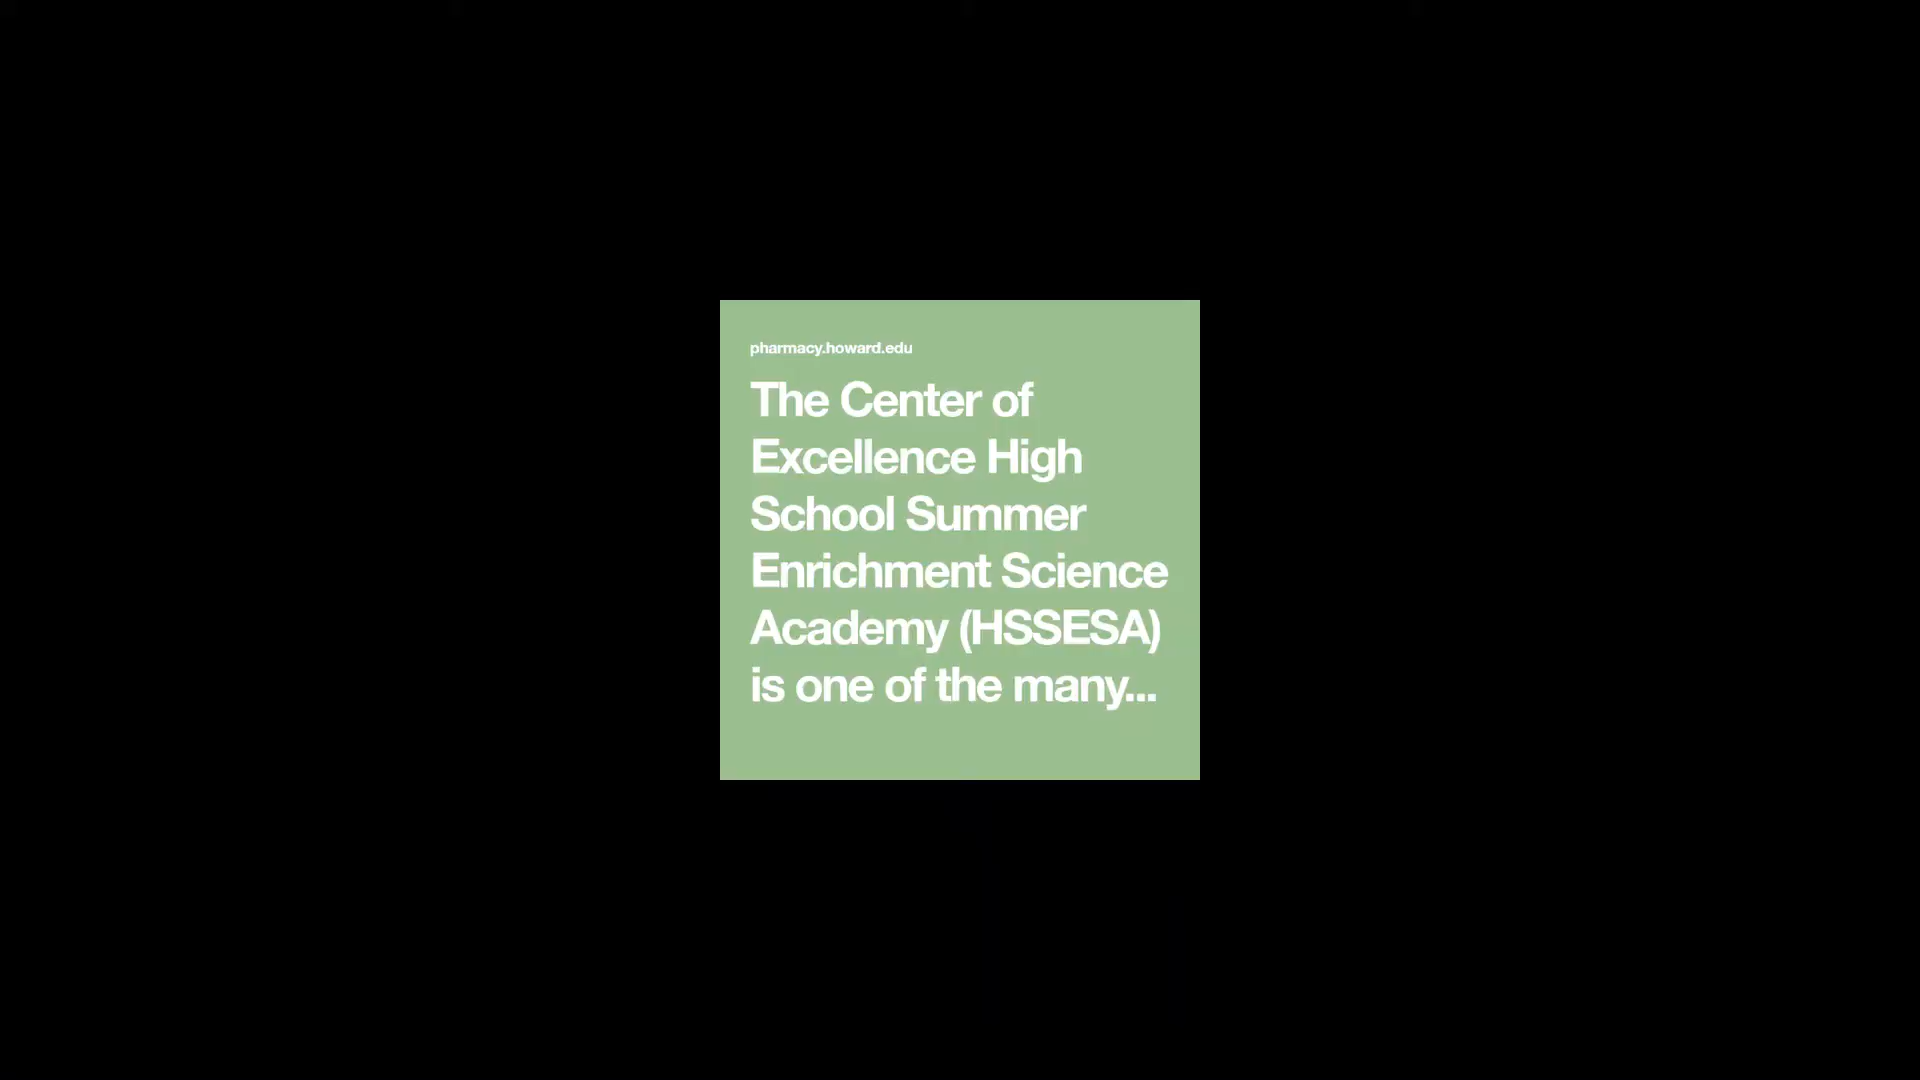 pharmacy.howard.edu
The Center of
Excellence High
School Summer
Enrichment Science
Academy (HSSESA)
is one of the many...